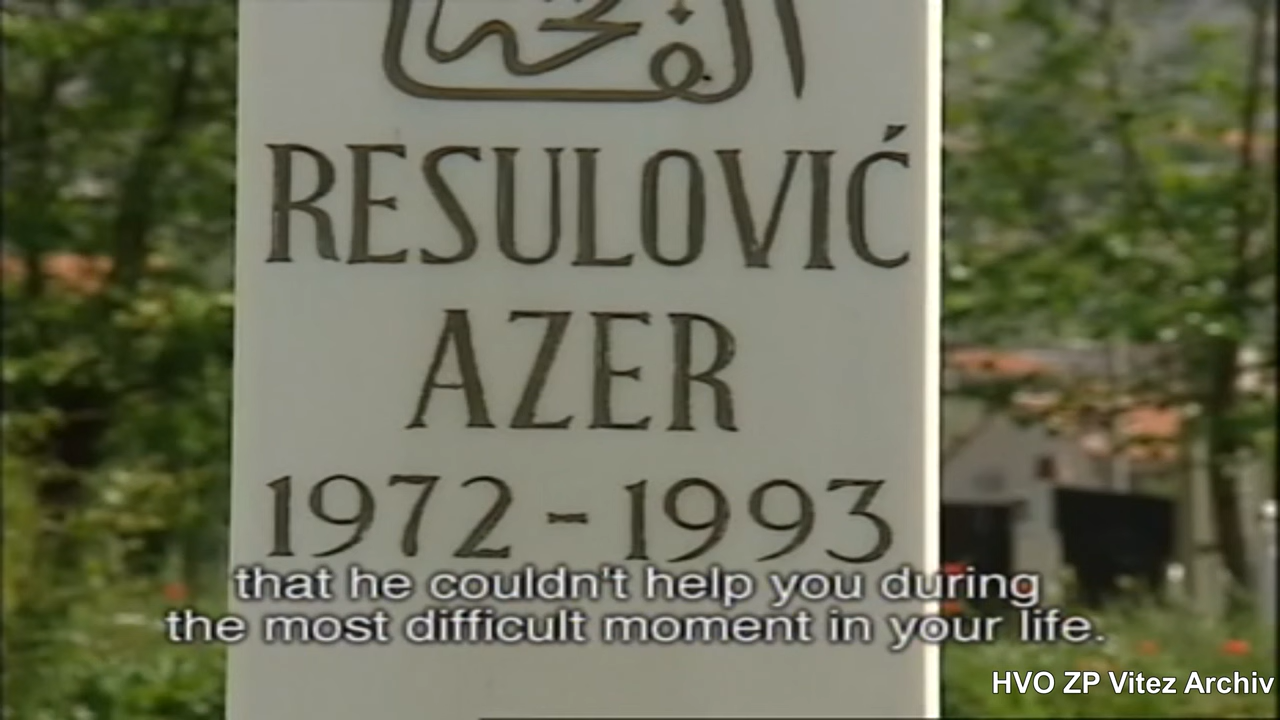 RESULOVIĆ
AZER
1972 - 1993
that he couldn't help you during
the most difficult moment in your life.
HVO ZP Vitez Archiv